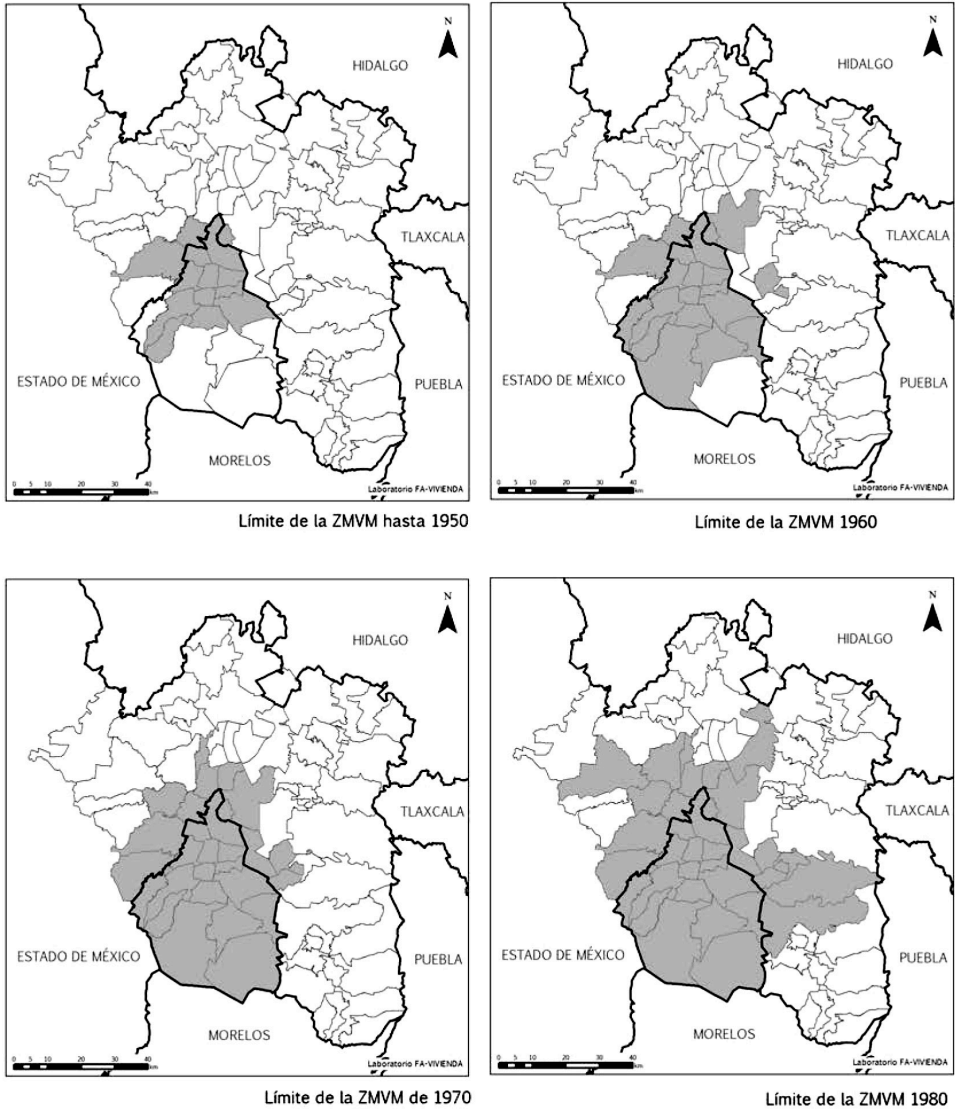 N
HIDALGO
TLAXCALA
ESTADO DE MÉXICO
PUEBLA
MORELOS
0 5 10 20 30 40 km
Laboratorio FA-VIVIENDA
Límite de la ZMVM hasta 1950
N
HIDALGO
TLAXCALA
ESTADO DE MÉXICO
PUEBLA
MORELOS
0 5 10 20 30 40 km
Laboratorio FA-VIVIENDA
Límite de la ZMVM 1960
N
HIDALGO
TLAXCALA
ESTADO DE MÉXICO
PUEBLA
MORELOS
0 5 10 20 30 40 km
Laboratorio FA-VIVIENDA
Límite de la ZMVM de 1970
N
HIDALGO
TLAXCALA
ESTADO DE MÉXICO
PUEBLA
MORELOS
0 5 10 20 30 40 km
Laboratorio FA-VIVIENDA
Límite de la ZMVM 1980